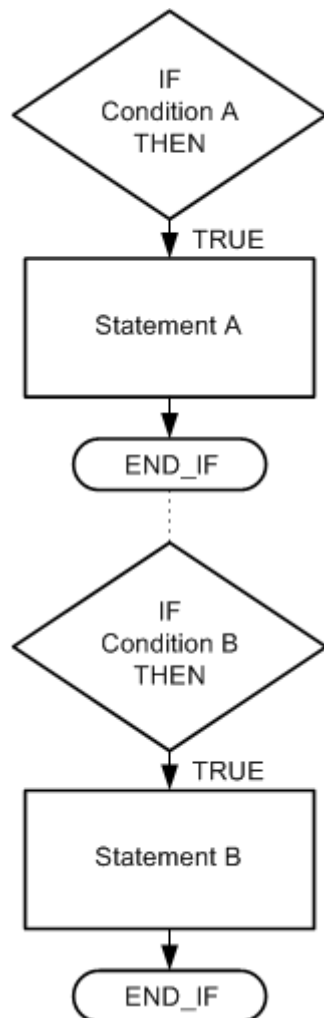 IF
Condition A
THEN
TRUE
Statement A
END_IF
IF
Condition B
THEN
TRUE
Statement B
END_IF